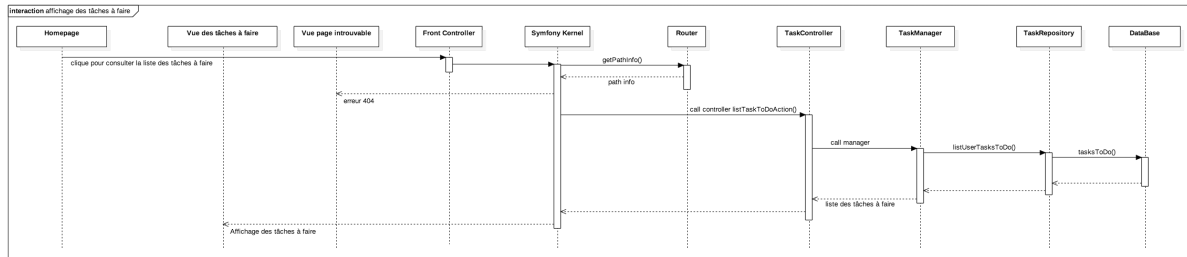 interaction affichage des tâches à faire
Homepage
Vue des tâches à faire
Vue page introuvable
Front Controller
Symfony Kernel
Router
TaskController
TaskManager
TaskRepository
DataBase
clique pour consulter la liste des tâches à faire
getPathInfo()
path info
erreur 404
call controller listTaskToDoAction()
call manager
listUserTasksToDo()
tasksToDo()
liste des tâches à faire
Affichage des tâches à faire